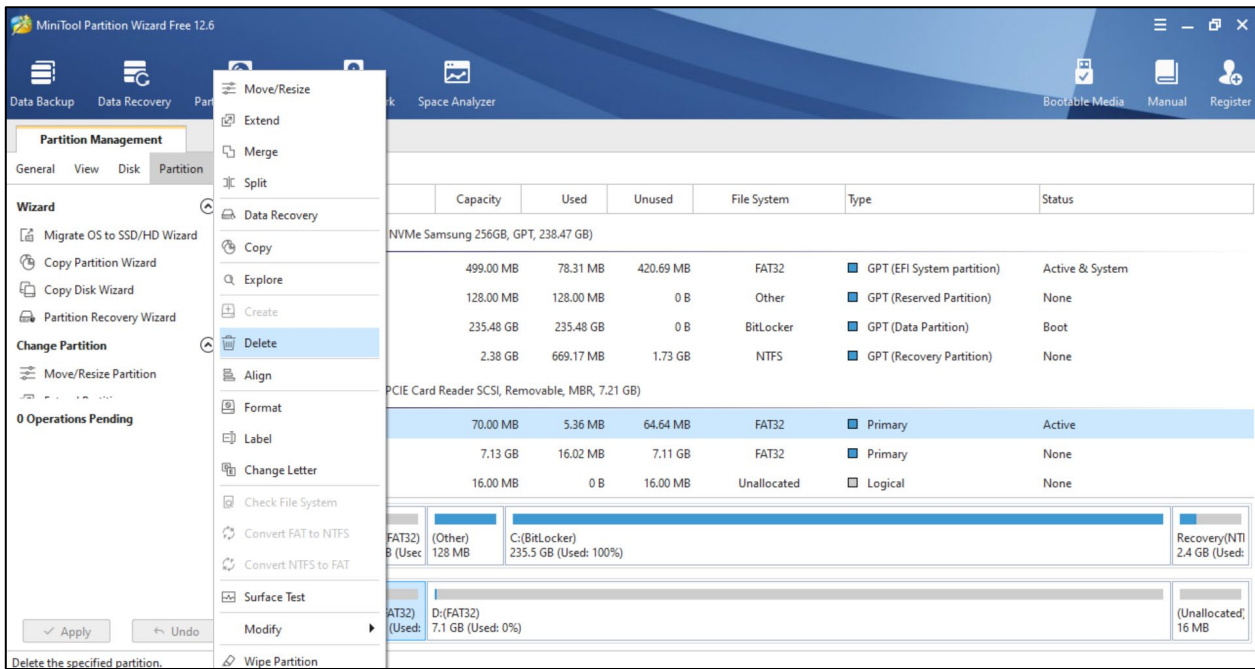 MiniTool Partition Wizard Free 12.6
Data Backup Data Recovery Space Analyzer Bootable Media Manual Register
Partition Management
General View Disk Partition
Wizard
Migrate OS to SSD/HD Wizard
Copy Partition Wizard
Copy Disk Wizard
Partition Recovery Wizard
Change Partition
Move/Resize Partition
0 Operations Pending
Apply Undo
Delete the specified partition.
Move/Resize
Extend
Merge
Split
Data Recovery
Copy
Explore
Create
Delete
Align
Format
Label
Change Letter
Check File System
Convert FAT to NTFS
Convert NTFS to FAT
Surface Test
Modify
Wipe Partition
Capacity Used Unused File System Type Status
NVMe Samsung 256GB, GPT, 238.47 GB)
499.00 MB 78.31 MB 420.69 MB FAT32 GPT (EFI System partition) Active & System
128.00 MB 128.00 MB 0 B Other GPT (Reserved Partition) None
235.48 GB 235.48 GB 0 B BitLocker GPT (Data Partition) Boot
2.38 GB 669.17 MB 1.73 GB NTFS GPT (Recovery Partition) None
PCIE Card Reader SCSI, Removable, MBR, 7.21 GB)
70.00 MB 5.36 MB 64.64 MB FAT32 Primary Active
7.13 GB 16.02 MB 7.11 GB FAT32 Primary None
16.00 MB 0 B 16.00 MB Unallocated Logical None
FAT32) (Other) C:(BitLocker) Recovery(NTI
B (Usec 128 MB 235.5 GB (Used: 100%) 2.4 GB (Used:
AT32) D:(FAT32) (Unallocated)
(Used: 7.1 GB (Used: 0%) 16 MB